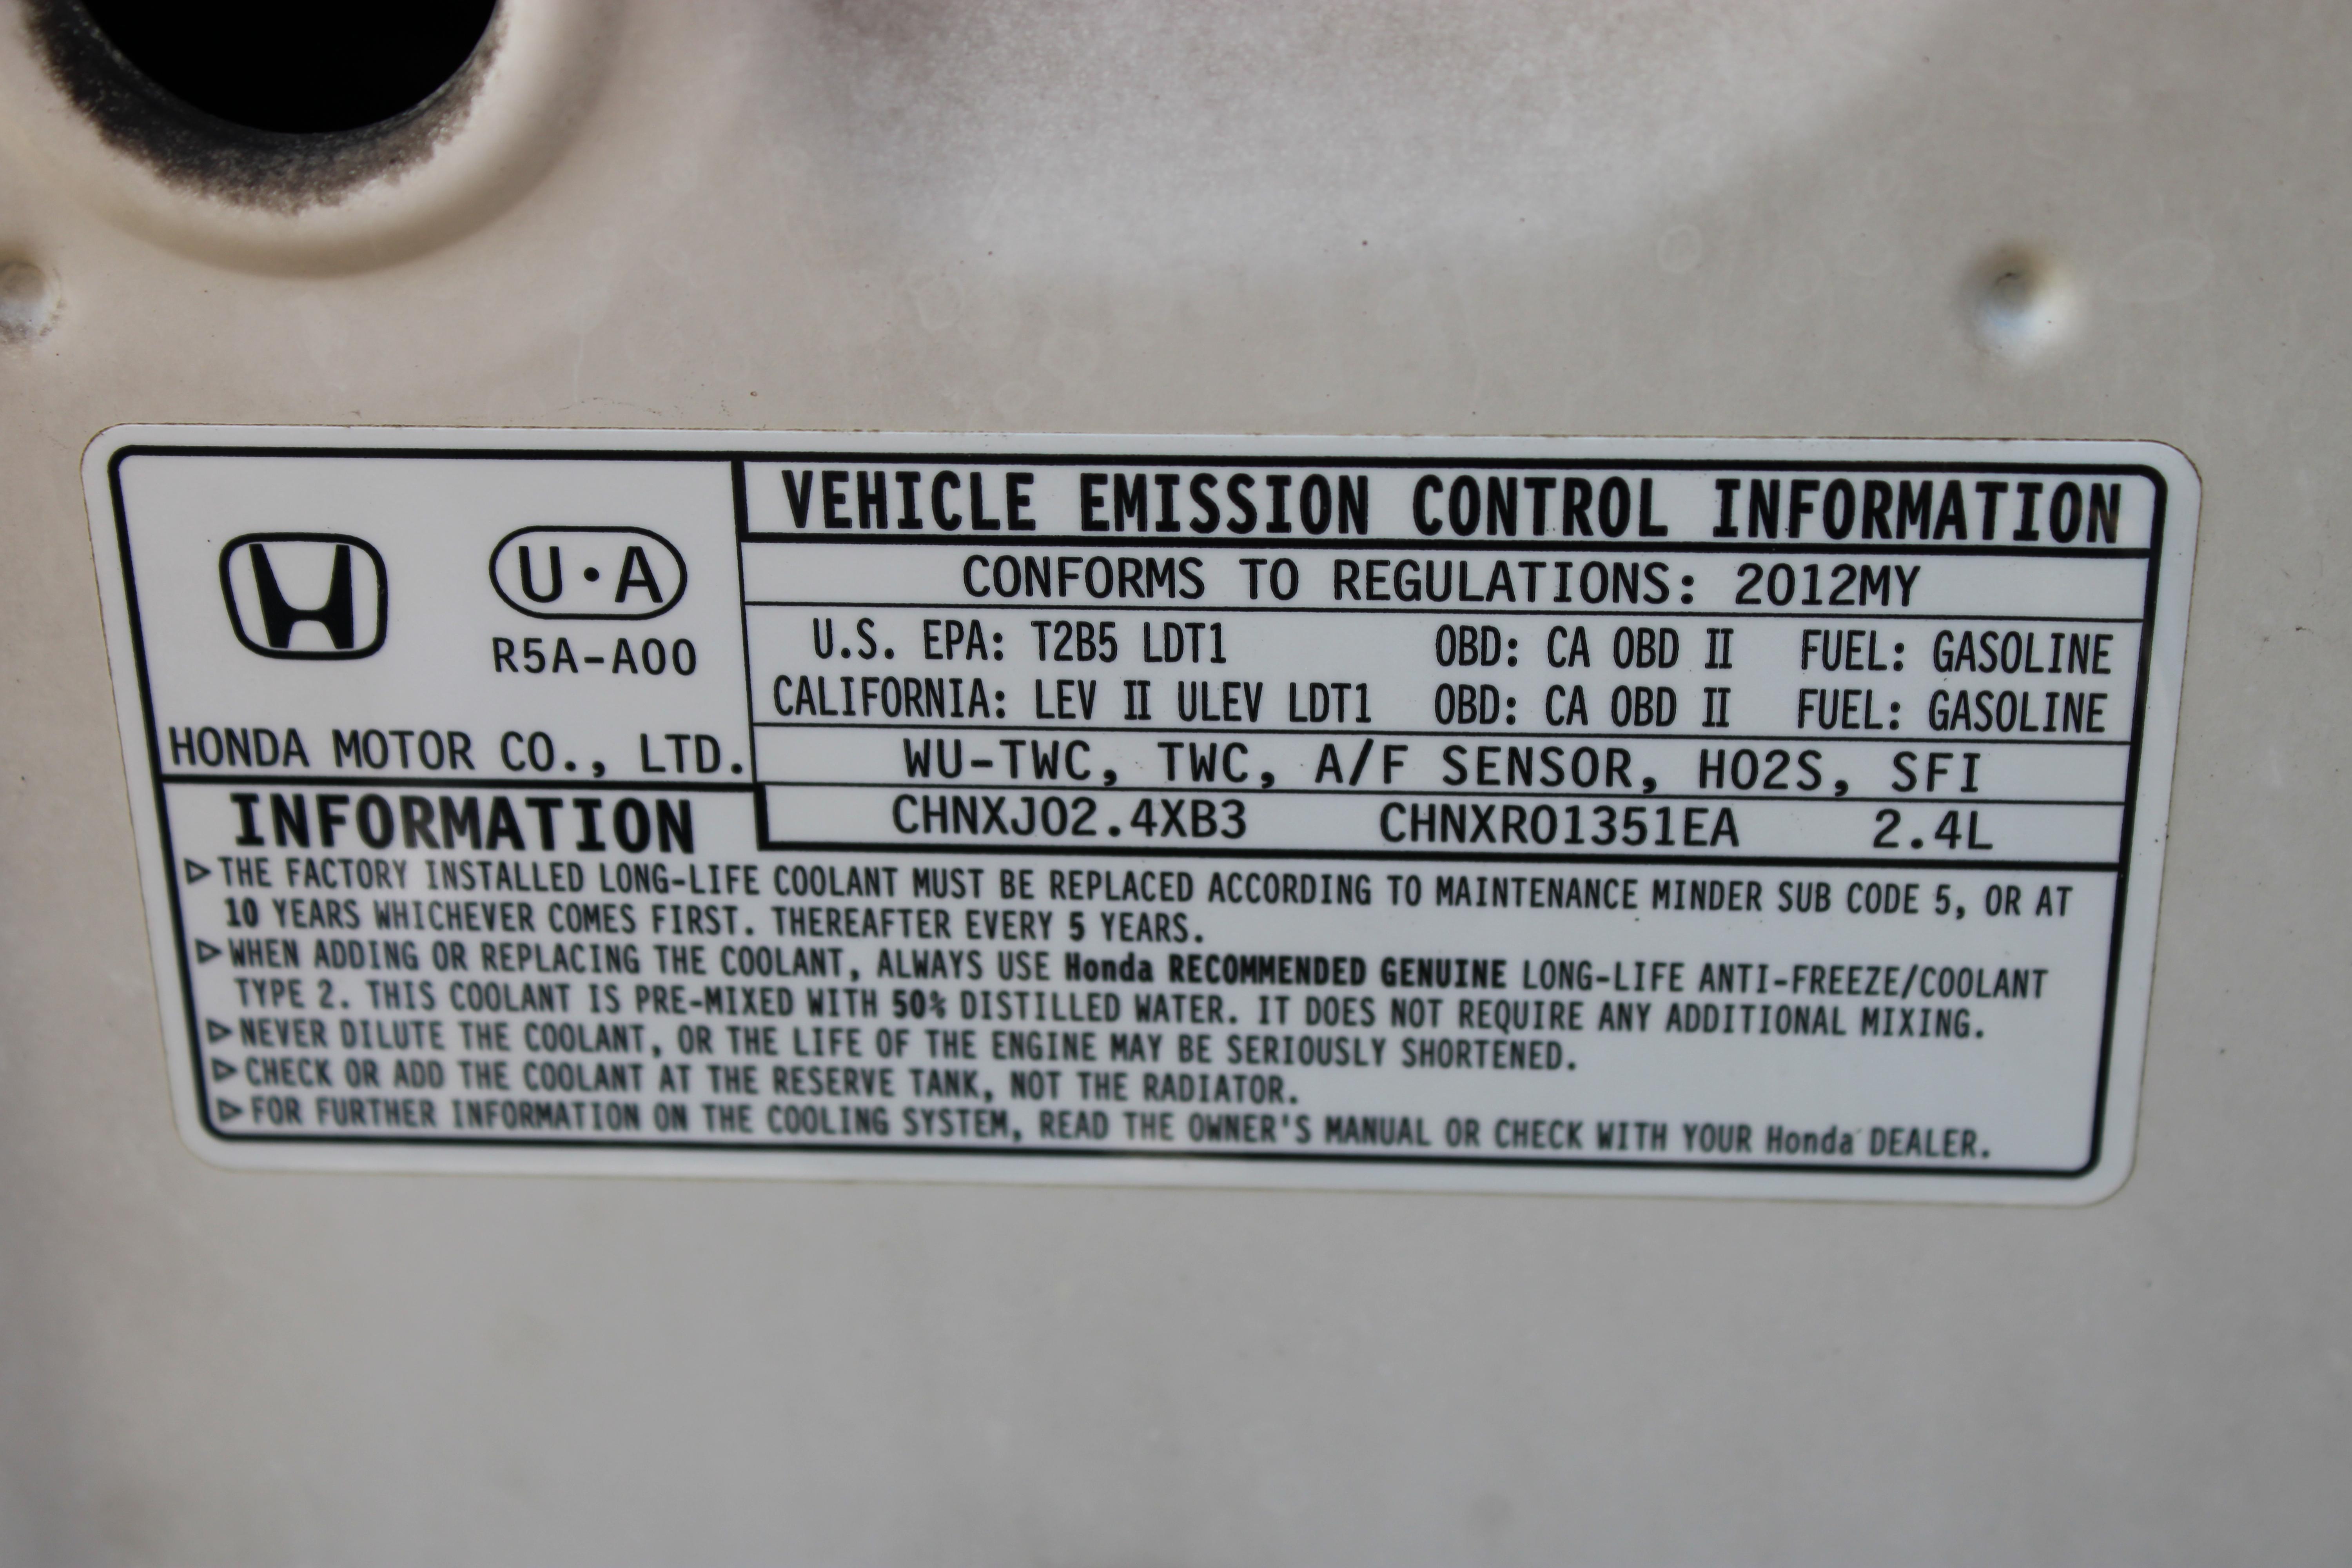 VEHICLE EMISSION CONTROL INFORMATION
CONFORMS TO REGULATIONS: 2012MY
U·A
R5A-A00
HONDA MOTOR CO., LTD.
U.S. EPA: T2B5 LDT1 OBD: CA OBD II FUEL: GASOLINE
CALIFORNIA: LEV II ULEV LDT1 OBD: CA OBD II FUEL: GASOLINE
WU-TWC, TWC, A/F SENSOR, HO2S, SFI
CHNXJ02.4XB3 CHNXR01351EA 2.4L
INFORMATION
▷THE FACTORY INSTALLED LONG-LIFE COOLANT MUST BE REPLACED ACCORDING TO MAINTENANCE MINDER SUB CODE 5, OR AT
10 YEARS WHICHEVER COMES FIRST. THEREAFTER EVERY 5 YEARS.
▷WHEN ADDING OR REPLACING THE COOLANT, ALWAYS USE Honda RECOMMENDED GENUINE LONG-LIFE ANTI-FREEZE/COOLANT
TYPE 2. THIS COOLANT IS PRE-MIXED WITH 50% DISTILLED WATER. IT DOES NOT REQUIRE ANY ADDITIONAL MIXING.
▷NEVER DILUTE THE COOLANT, OR THE LIFE OF THE ENGINE MAY BE SERIOUSLY SHORTENED.
▷CHECK OR ADD THE COOLANT AT THE RESERVE TANK, NOT THE RADIATOR.
▷FOR FURTHER INFORMATION ON THE COOLING SYSTEM, READ THE OWNER'S MANUAL OR CHECK WITH YOUR Honda DEALER.